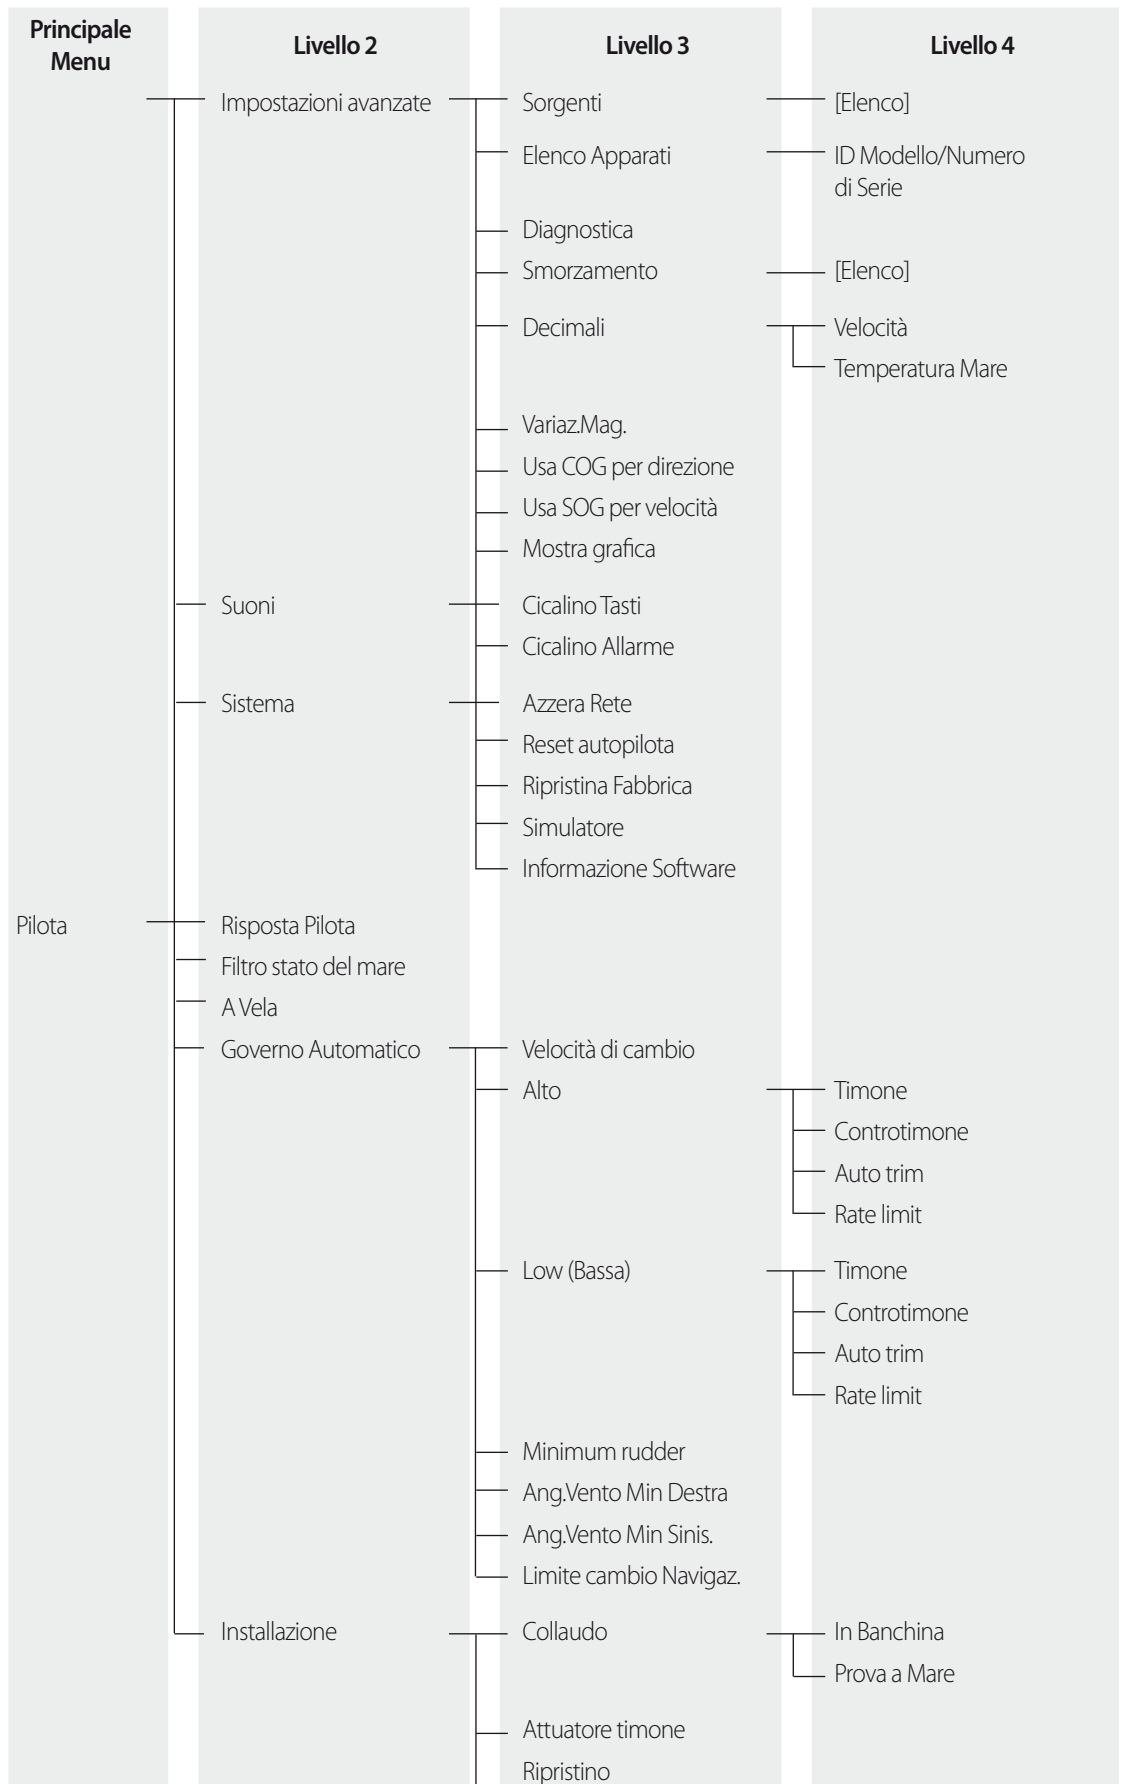 Principale
Menu
Livello 2
Livello 3
Livello 4
Impostazioni avanzate
Sorgenti
[Elenco]
Elenco Apparati
ID Modello/Numero
di Serie
Diagnostica
Smorzamento
[Elenco]
Decimali
Velocità
Temperatura Mare
Variaz.Mag.
Usa COG per direzione
Usa SOG per velocità
Mostra grafica
Suoni
Cicalino Tasti
Cicalino Allarme
Sistema
Azzera Rete
Reset autopilota
Ripristina Fabbrica
Simulatore
Informazione Software
Pilota
Risposta Pilota
Filtro stato del mare
A Vela
Governo Automatico
Velocità di cambio
Alto
Timone
Controtimone
Auto trim
Rate limit
Low (Bassa)
Timone
Controtimone
Auto trim
Rate limit
Minimum rudder
Ang.Vento Min Destra
Ang.Vento Min Sinis.
Limite cambio Navigaz.
Installazione
Collaudo
In Banchina
Prova a Mare
Attuatore timone
Ripristino